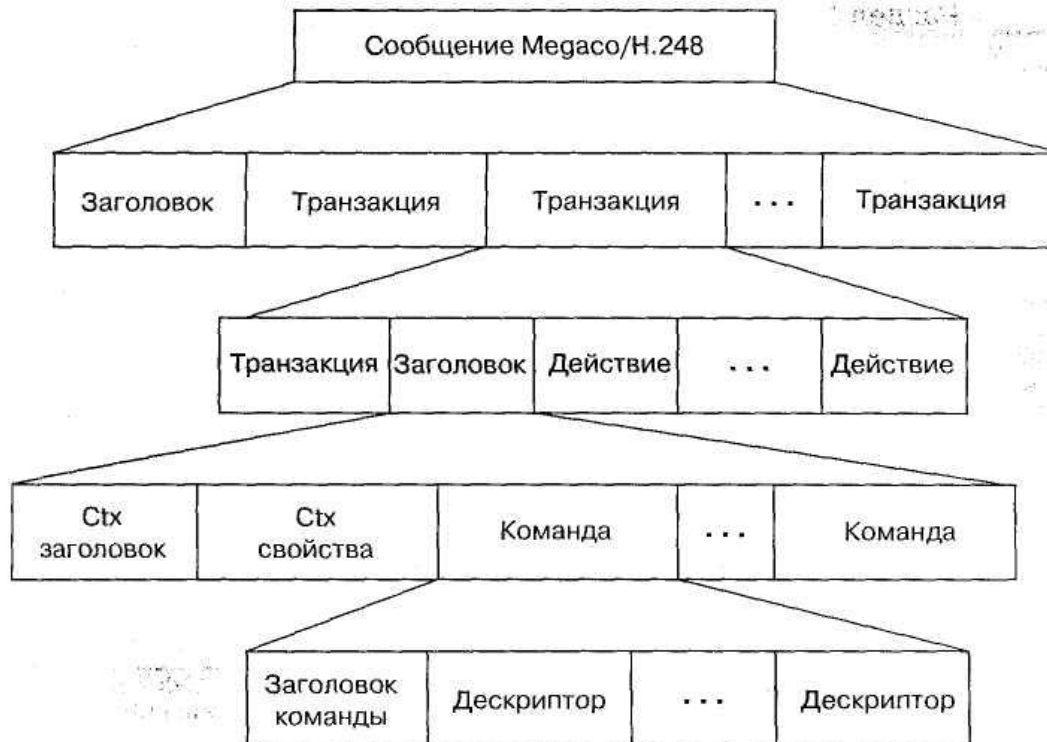 Сообщение Megaco/H.248
Заголовок Транзакция Транзакция ... Транзакция
Транзакция Заголовок Действие ... Действие
Ctx заголовок Ctx свойства Команда ... Команда
Заголовок команды Дескриптор ... Дескриптор